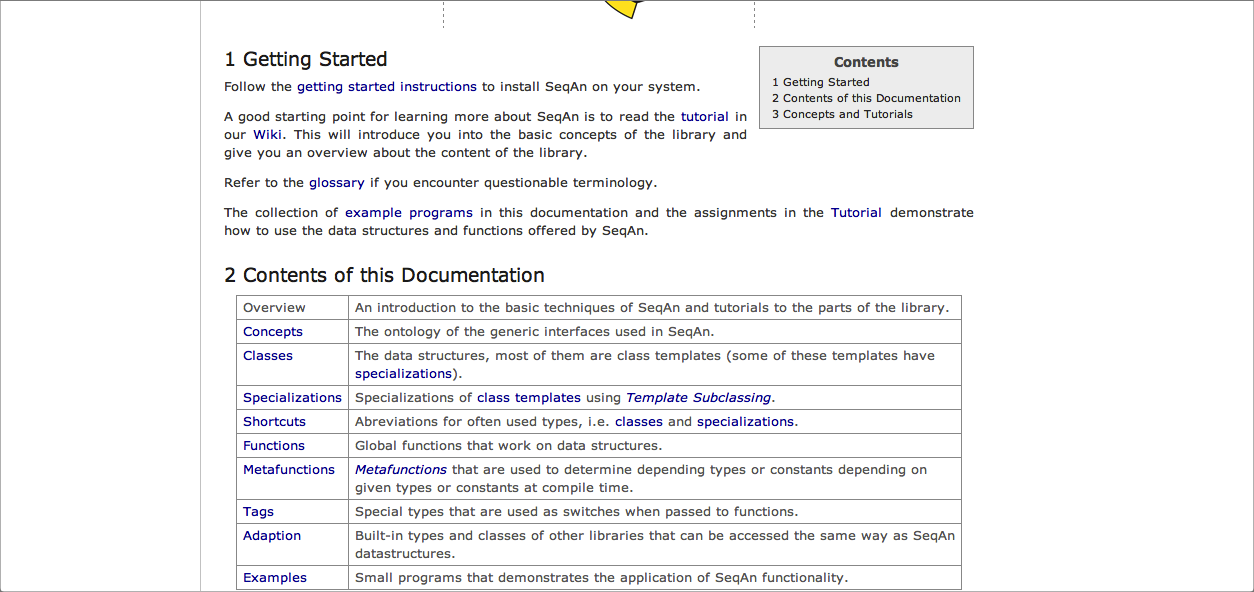 1 Getting Started
Follow the getting started instructions to install SeqAn on your system.
A good starting point for learning more about SeqAn is to read the tutorial in
our Wiki. This will introduce you into the basic concepts of the library and
give you an overview about the content of the library.
Refer to the glossary if you encounter questionable terminology.
The collection of example programs in this documentation and the assignments in the Tutorial demonstrate
how to use the data structures and functions offered by SeqAn.
Contents
1 Getting Started
2 Contents of this Documentation
3 Concepts and Tutorials
2 Contents of this Documentation
Overview An introduction to the basic techniques of SeqAn and tutorials to the parts of the library.
Concepts The ontology of the generic interfaces used in SeqAn.
Classes The data structures, most of them are class templates (some of these templates have
specializations).
Specializations Specializations of class templates using Template Subclassing.
Shortcuts Abreviations for often used types, i.e. classes and specializations.
Functions Global functions that work on data structures.
Metafunctions Metafunctions that are used to determine depending types or constants depending on
given types or constants at compile time.
Tags Special types that are used as switches when passed to functions.
Adaption Built-in types and classes of other libraries that can be accessed the same way as SeqAn
datastructures.
Examples Small programs that demonstrates the application of SeqAn functionality.